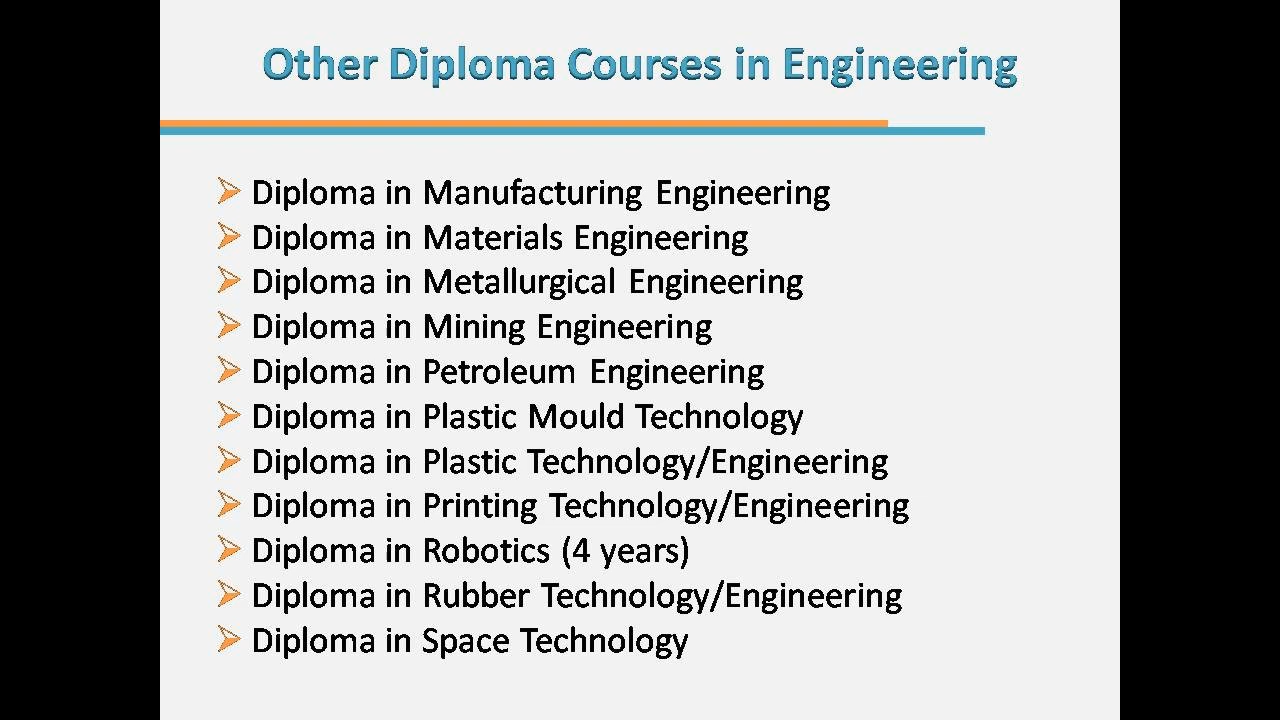 Other Diploma Courses in Engineering
Diploma in Manufacturing Engineering
Diploma in Materials Engineering
Diploma in Metallurgical Engineering
Diploma in Mining Engineering
Diploma in Petroleum Engineering
Diploma in Plastic Mould Technology
Diploma in Plastic Technology/Engineering
Diploma in Printing Technology/Engineering
Diploma in Robotics (4 years)
Diploma in Rubber Technology/Engineering
Diploma in Space Technology